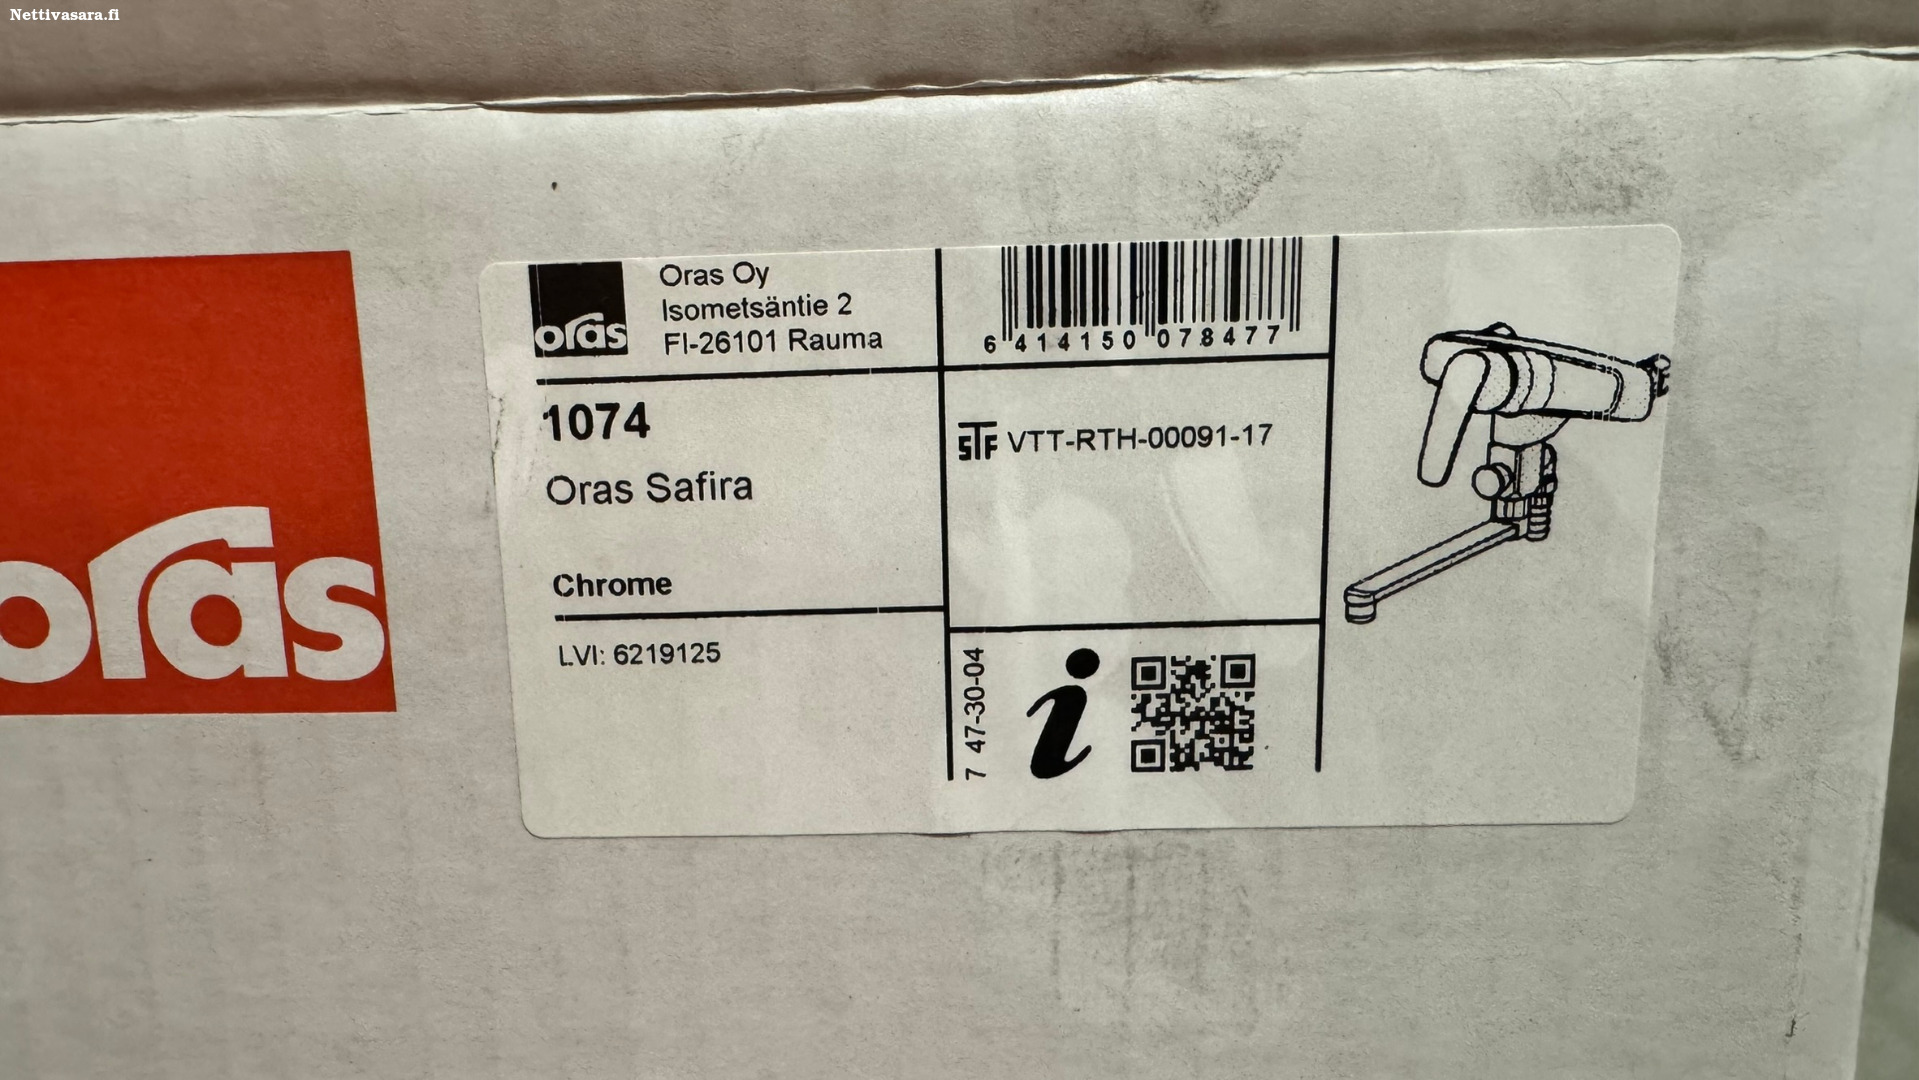 Nettivasara.fi
oras
oras
Oras Oy
Isometsäntie 2
FI-26101 Rauma
6 414150 078477
1074
Oras Safira
Chrome
LVI: 6219125
STF VTT-RTH-00091-17
7 47-30-04
i